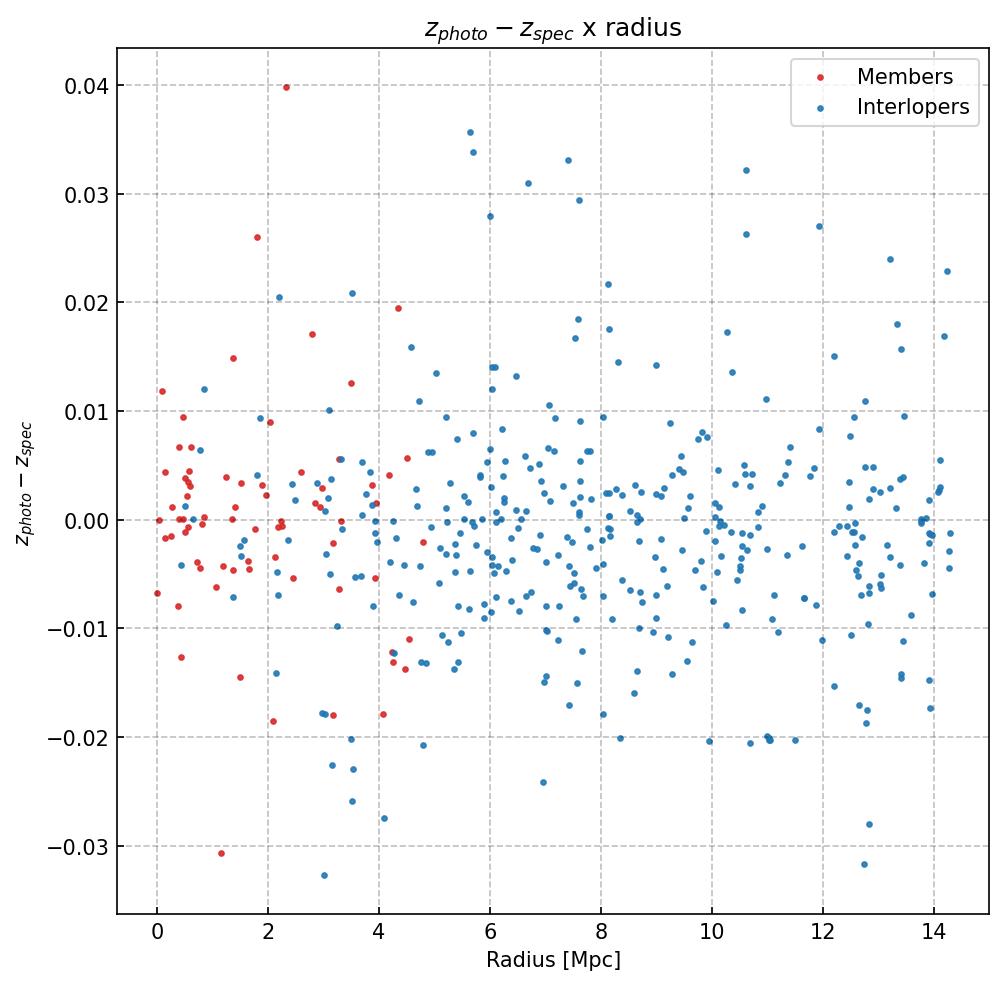 z_photo − z_spec x radius
Members
Interlopers
0.04
0.03
0.02
0.01
0.00
−0.01
−0.02
−0.03
z_photo − z_spec
0 2 4 6 8 10 12 14
Radius [Mpc]